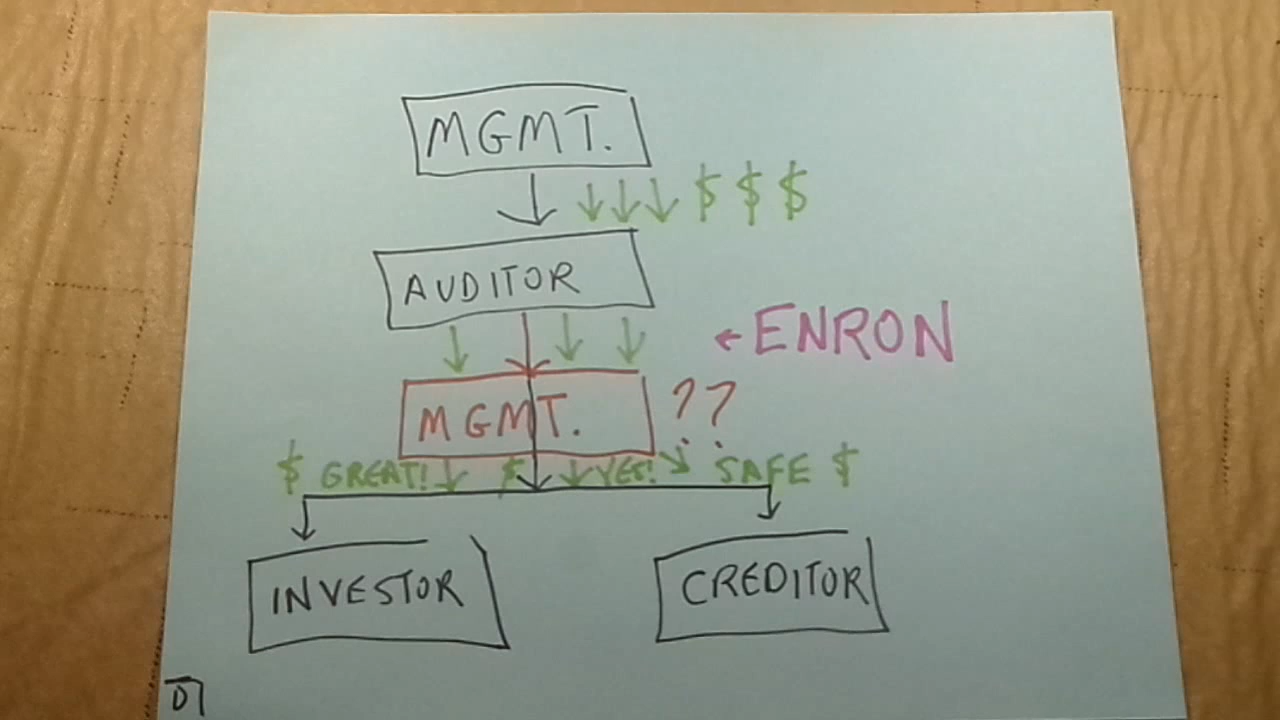 MGMT.
$ $ $
AUDITOR
ENRON
MGMT. ??
$ GREAT! $ YES! SAFE $
INVESTOR
CREDITOR
D